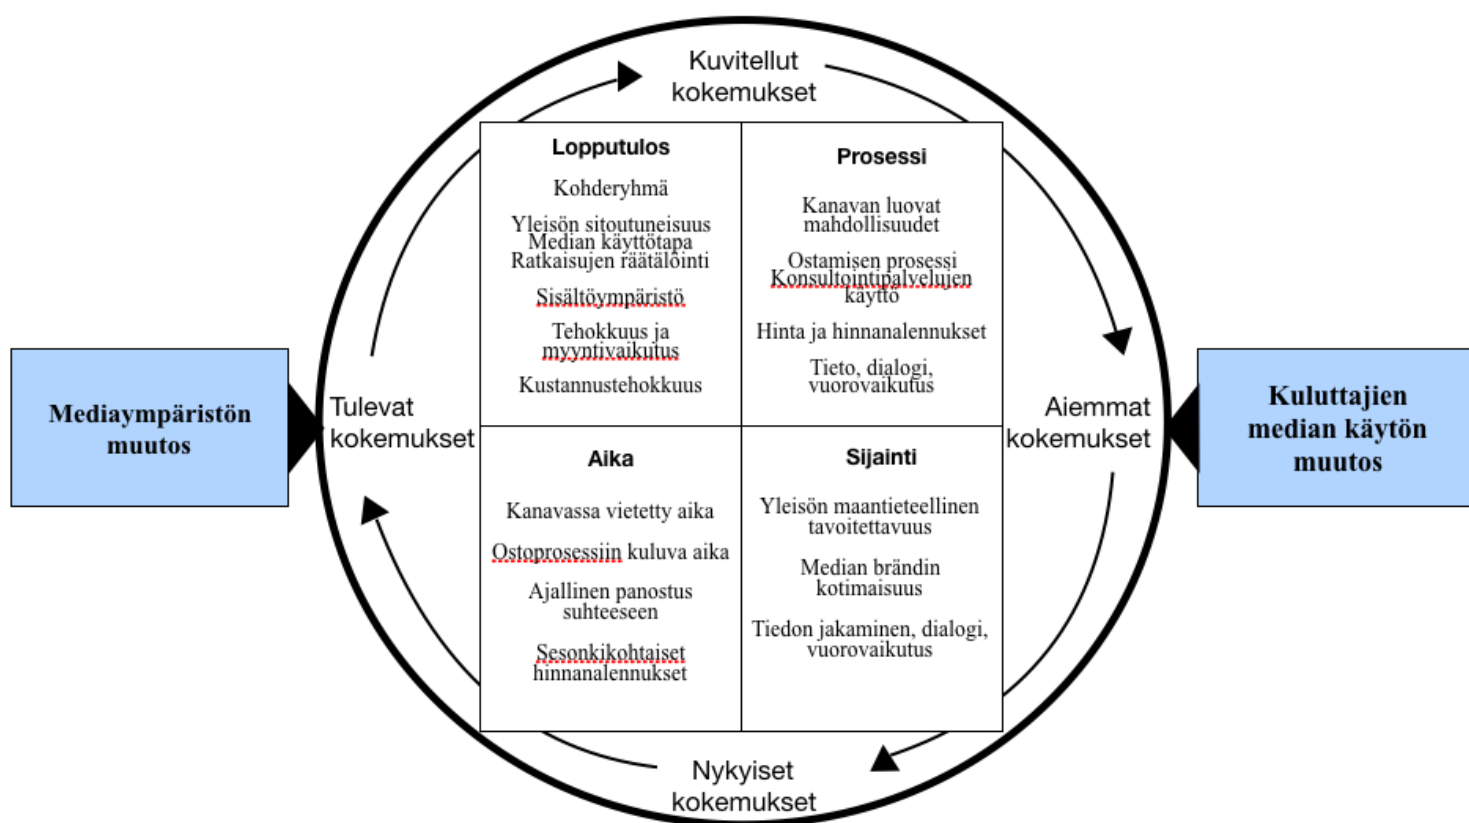 Kuvitellut
kokemukset
Lopputulos
Kohderyhmä
Yleisön sitoutuneisuus
Median käyttötapa
Ratkaisujen räätälöinti
Sisältöympäristö
Tehokkuus ja
myyntivaikutus
Kustannustehokkuus
Prosessi
Kanavan luovat
mahdollisuudet
Ostamisen prosessi
Konsultointipalvelujen
käyttö
Hinta ja hinnanalennukset
Tieto, dialogi,
vuorovaikutus
Mediaympäristön
muutos
Tulevat
kokemukset
Aiemmat
kokemukset
Kuluttajien
median käytön
muutos
Aika
Kanavassa vietetty aika
Ostoprosessiin kuluva aika
Ajallinen panostus
suhteeseen
Sesonkikohtaiset
hinnanalennukset
Sijainti
Yleisön maantieteellinen
tavoitettavuus
Median brändin
kotimaisuus
Tiedon jakaminen, dialogi,
vuorovaikutus
Nykyiset
kokemukset